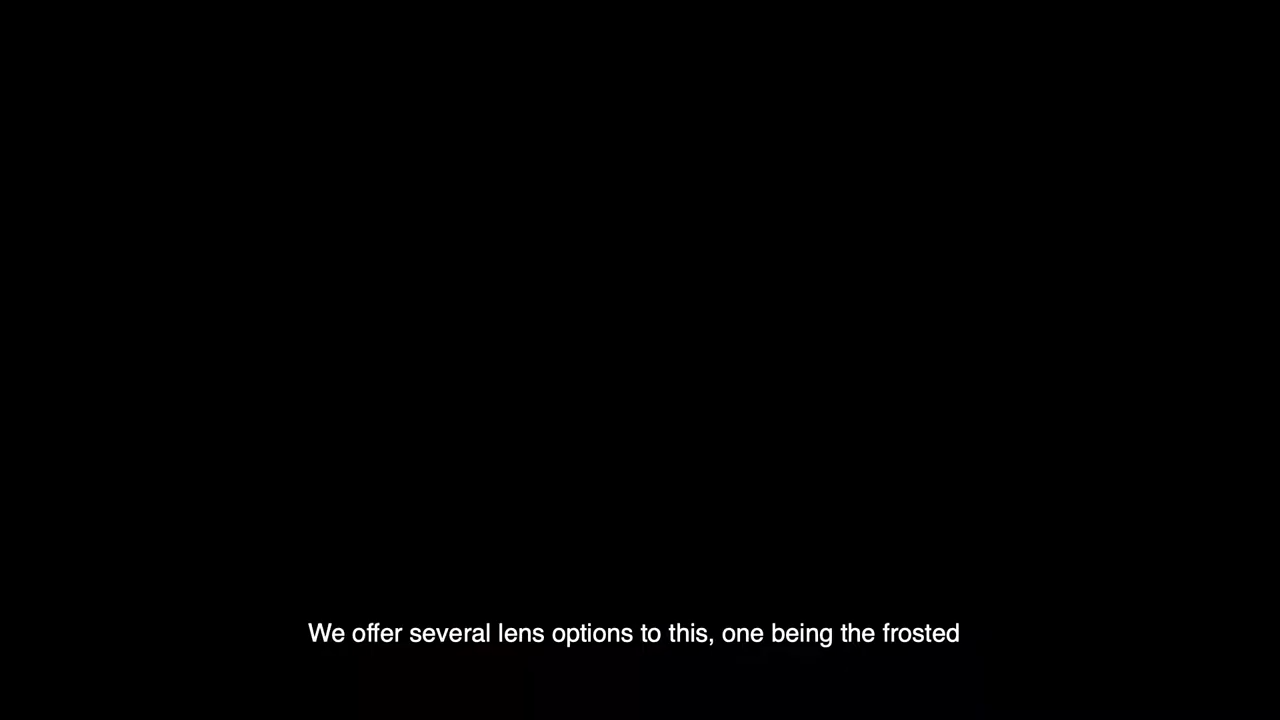 We offer several lens options to this, one being the frosted